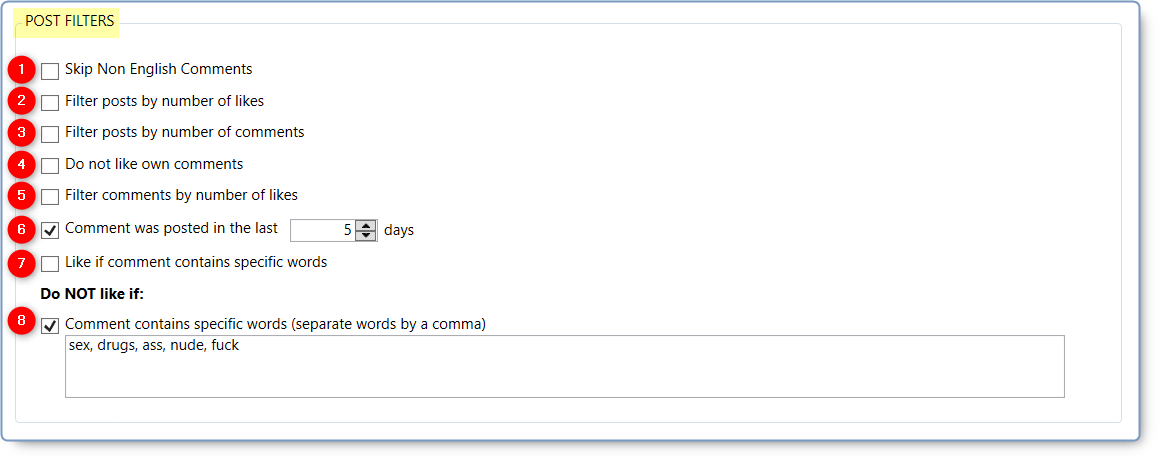 POST FILTERS
1 Skip Non English Comments
2 Filter posts by number of likes
3 Filter posts by number of comments
4 Do not like own comments
5 Filter comments by number of likes
6 Comment was posted in the last 5 days
7 Like if comment contains specific words
Do NOT like if:
8 Comment contains specific words (separate words by a comma)
sex, drugs, ass, nude, fuck